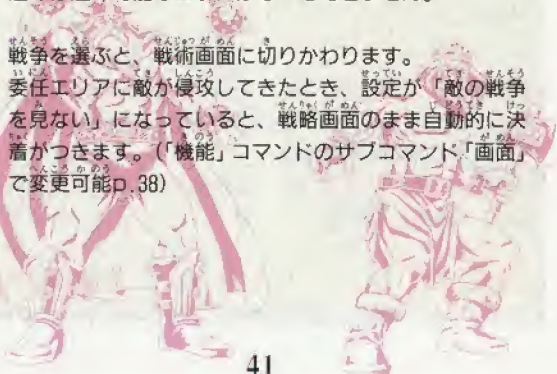 戦争を選ぶと、戦術画面に切りかわります。
委任エリアに敵が侵攻してきたとき、設定が「敵の戦争
を見ない」になっていると、戦略画面のまま自動的に決
着がつきます。(「機能」コマンドのサブコマンド「画面」
で変更可能p.38)
41